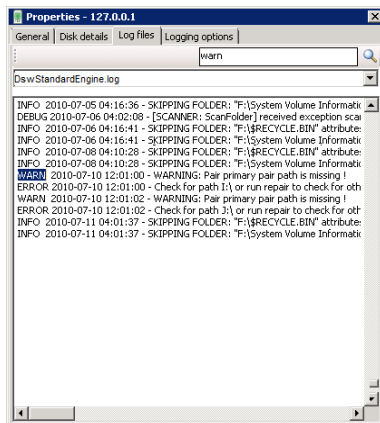 Properties - 127.0.0.1
General Disk details Log files Logging options
warn
DswStandardEngine.log
INFO 2010-07-05 04:16:36 - SKIPPING FOLDER: "F:\System Volume Informatic
DEBUG 2010-07-06 04:02:08 - [SCANNER: ScanFolder] received exception scar
INFO 2010-07-06 04:16:41 - SKIPPING FOLDER: "F:\$RECYCLE.BIN" attribute:
INFO 2010-07-06 04:16:41 - SKIPPING FOLDER: "F:\System Volume Informatic
INFO 2010-07-08 04:10:28 - SKIPPING FOLDER: "F:\$RECYCLE.BIN" attribute:
INFO 2010-07-08 04:10:28 - SKIPPING FOLDER: "F:\System Volume Informatic
WARN 2010-07-10 12:01:00 - WARNING: Pair primary pair path is missing !
ERROR 2010-07-10 12:01:00 - Check for path I:\ or run repair to check for oth
WARN 2010-07-10 12:01:02 - WARNING: Pair primary pair path is missing !
ERROR 2010-07-10 12:01:02 - Check for path J:\ or run repair to check for oth
INFO 2010-07-11 04:01:37 - SKIPPING FOLDER: "F:\$RECYCLE.BIN" attribute:
INFO 2010-07-11 04:01:37 - SKIPPING FOLDER: "F:\System Volume Informatic